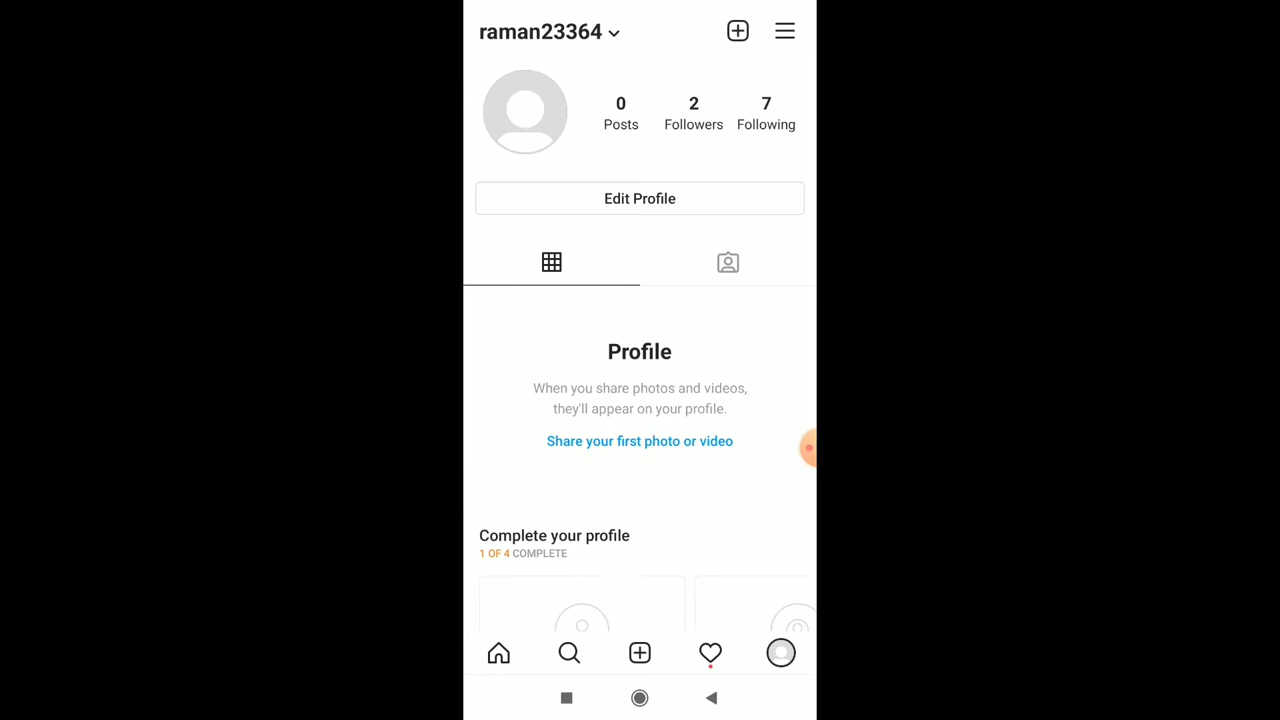 raman23364
0 2 7
Posts Followers Following
Edit Profile
Profile
When you share photos and videos,
they'll appear on your profile.
Share your first photo or video
Complete your profile
1 OF 4 COMPLETE